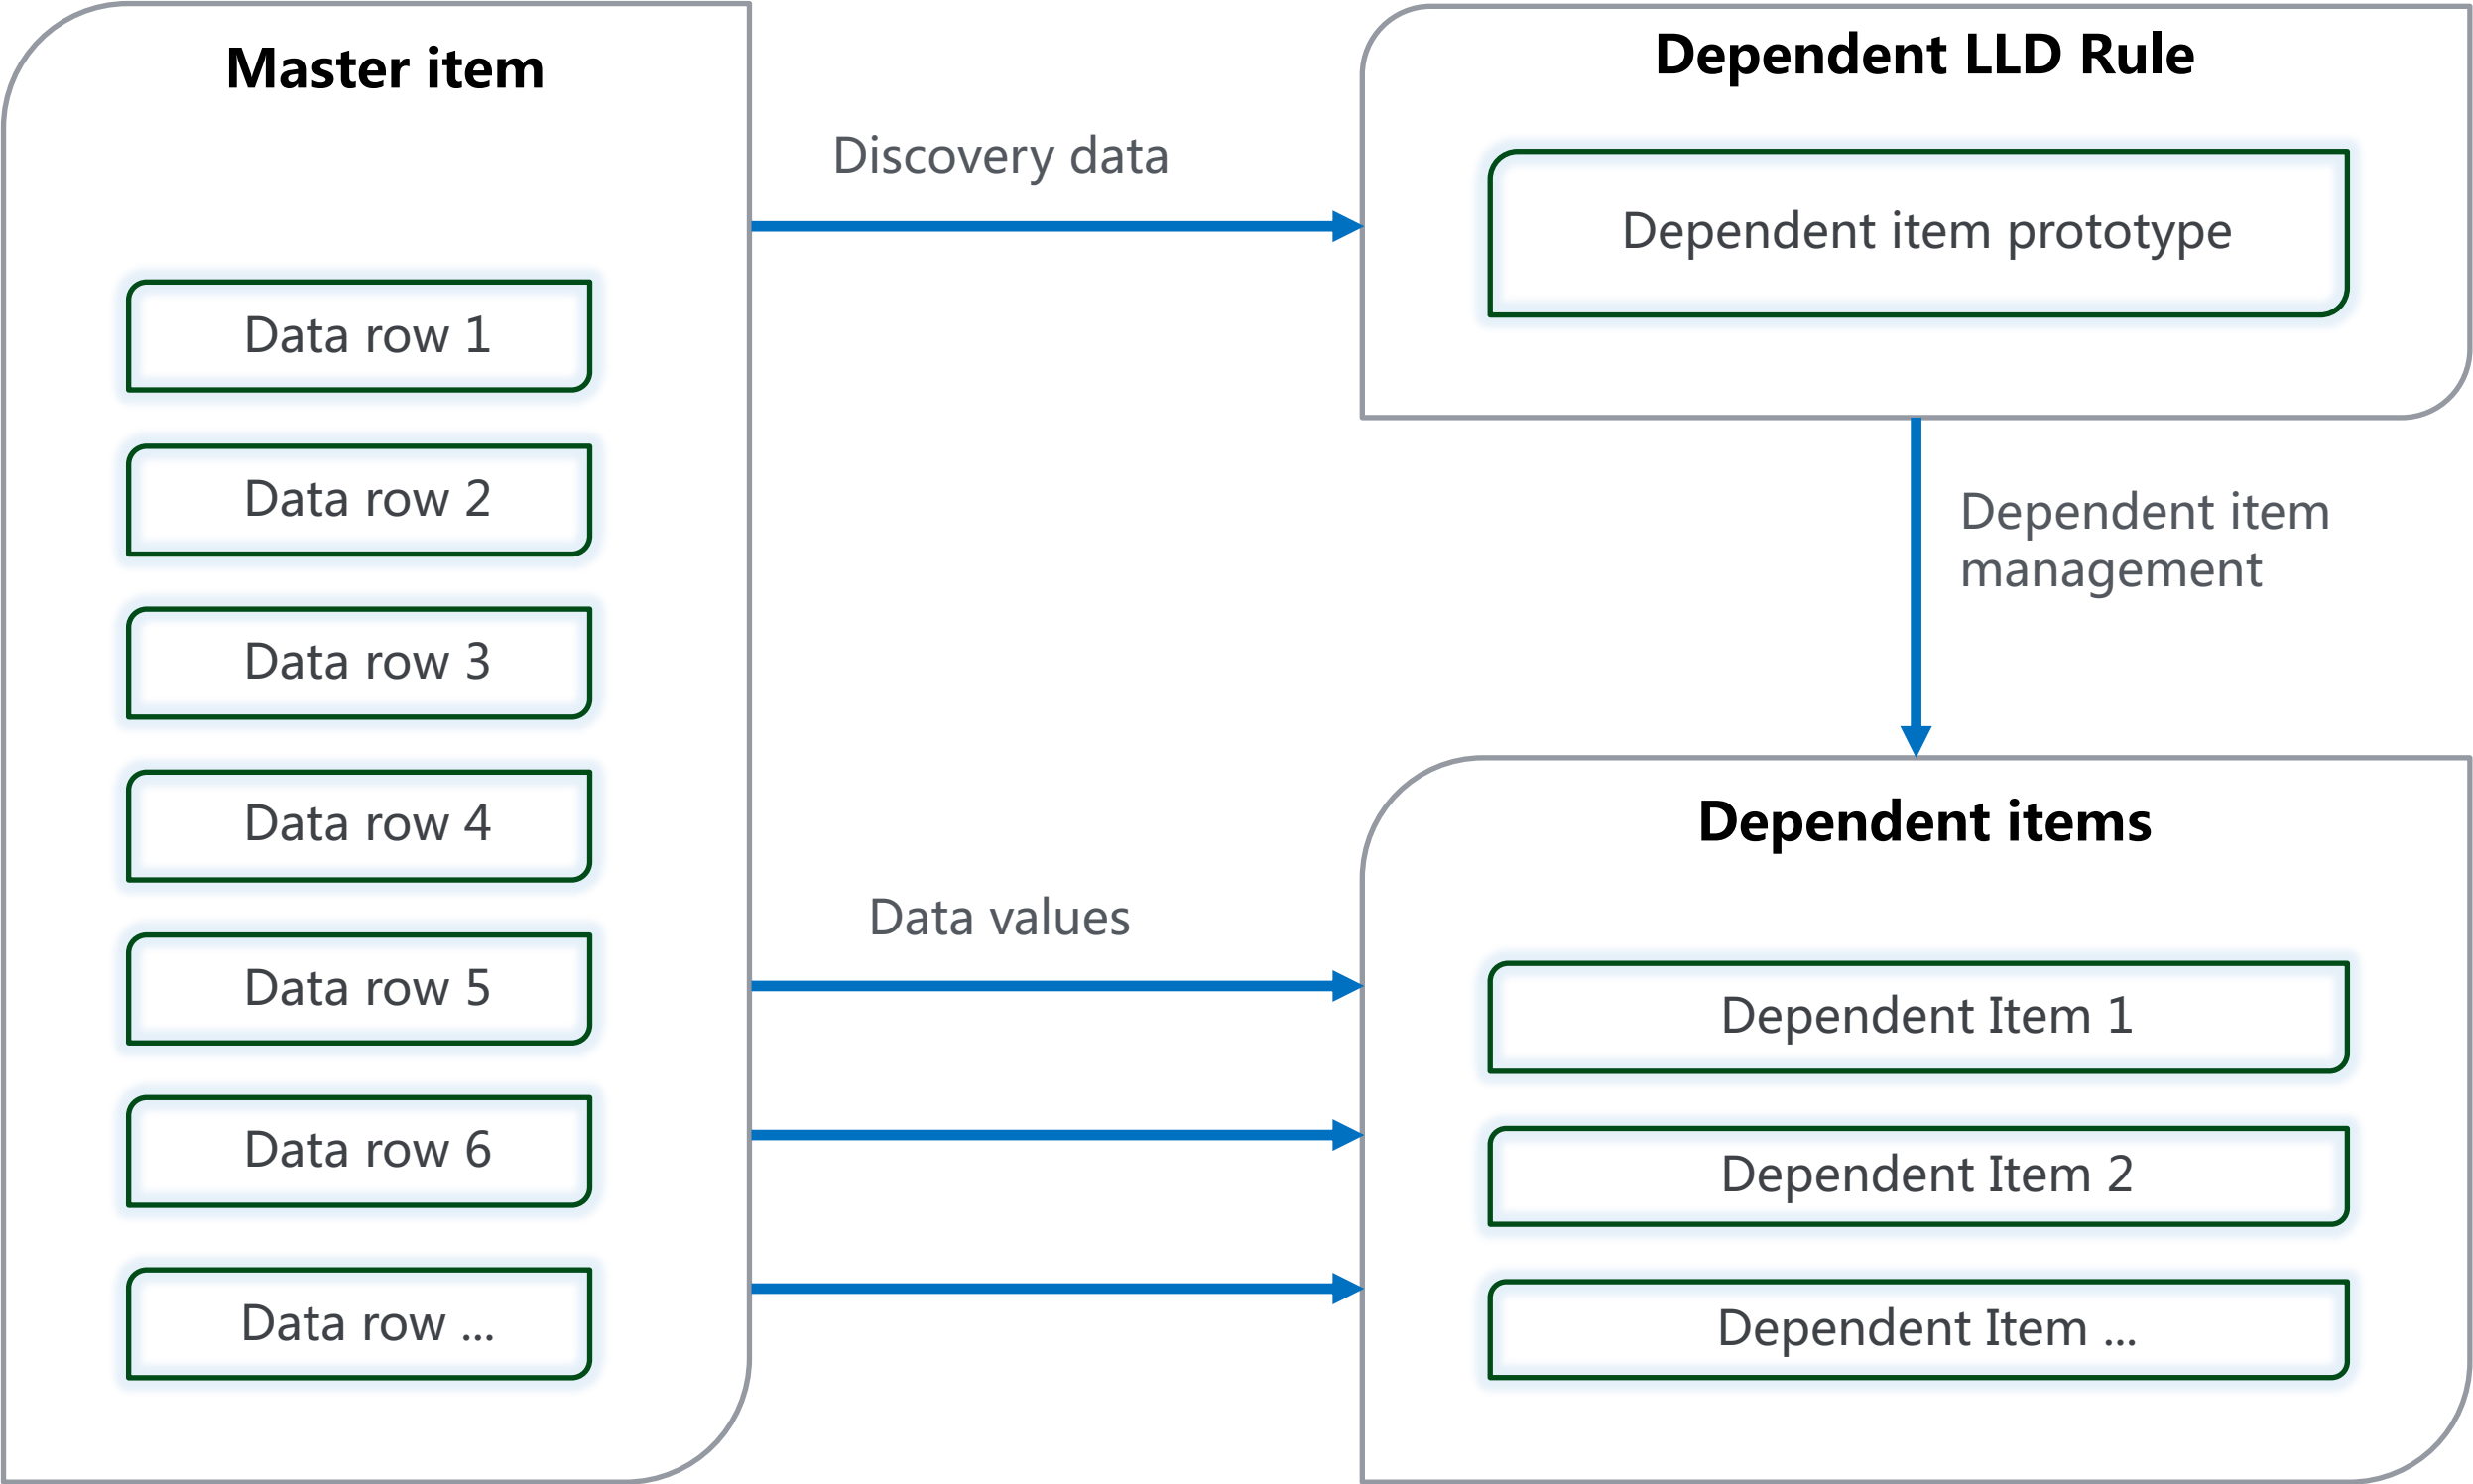 Master item
Data row 1
Data row 2
Data row 3
Data row 4
Data row 5
Data row 6
Data row ...
Discovery data
Data values
Dependent LLD Rule
Dependent item prototype
Dependent item
management
Dependent items
Dependent Item 1
Dependent Item 2
Dependent Item ...